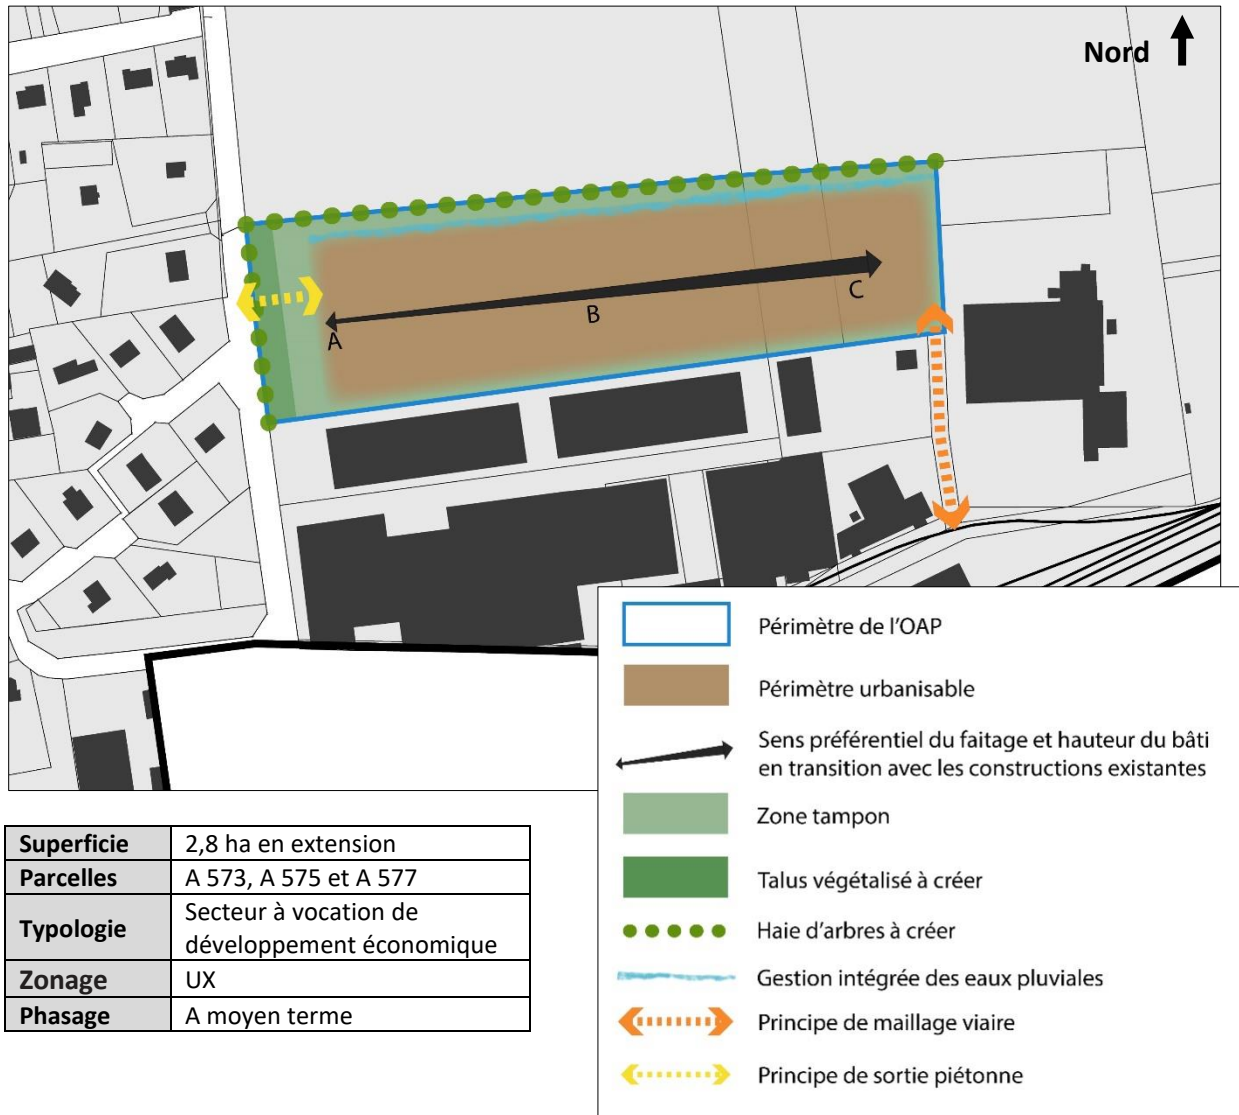 Nord
A
B
C
Périmètre de l'OAP
Périmètre urbanisable
Sens préférentiel du faitage et hauteur du bâti
en transition avec les constructions existantes
Zone tampon
Talus végétalisé à créer
Haie d'arbres à créer
Gestion intégrée des eaux pluviales
Principe de maillage viaire
Principe de sortie piétonne
Superficie 2,8 ha en extension
Parcelles A 573, A 575 et A 577
Typologie Secteur à vocation de
développement économique
Zonage UX
Phasage A moyen terme